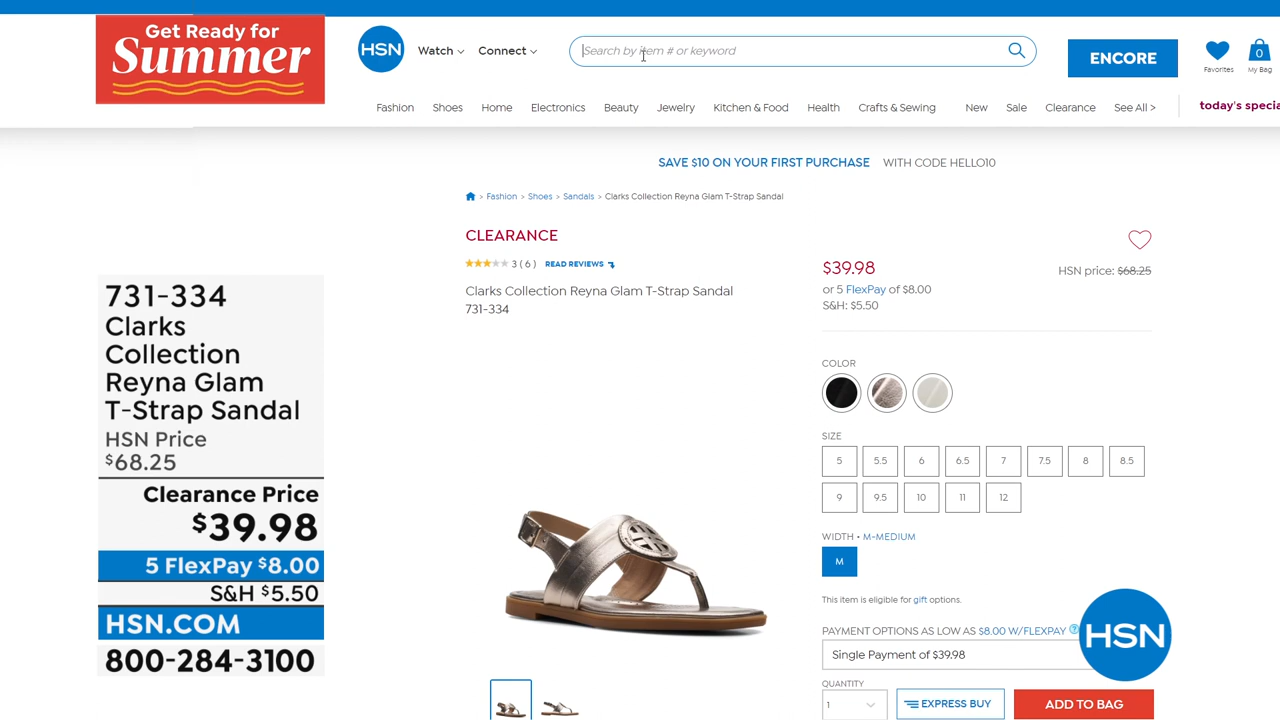 Get Ready for
Summer
HSN
Watch
Connect
Search by item # or keyword
ENCORE
Favorites
0
My Bag
Fashion
Shoes
Home
Electronics
Beauty
Jewelry
Kitchen & Food
Health
Crafts & Sewing
New
Sale
Clearance
See All >
today's specia
SAVE $10 ON YOUR FIRST PURCHASE WITH CODE HELLO10
> Fashion > Shoes > Sandals > Clarks Collection Reyna Glam T-Strap Sandal
CLEARANCE
3 ( 6 ) READ REVIEWS
Clarks Collection Reyna Glam T-Strap Sandal
731-334
$39.98
HSN price: $68.25
or 5 FlexPay of $8.00
S&H: $5.50
COLOR
SIZE
5 5.5 6 6.5 7 7.5 8 8.5
9 9.5 10 11 12
WIDTH - M-MEDIUM
M
This item is eligible for gift options.
PAYMENT OPTIONS AS LOW AS $8.00 W/FLEXPAY ?
Single Payment of $39.98
QUANTITY
1
EXPRESS BUY
ADD TO BAG
HSN
731-334
Clarks
Collection
Reyna Glam
T-Strap Sandal
HSN Price
$68.25
Clearance Price
$39.98
5 FlexPay $8.00
S&H $5.50
HSN.COM
800-284-3100